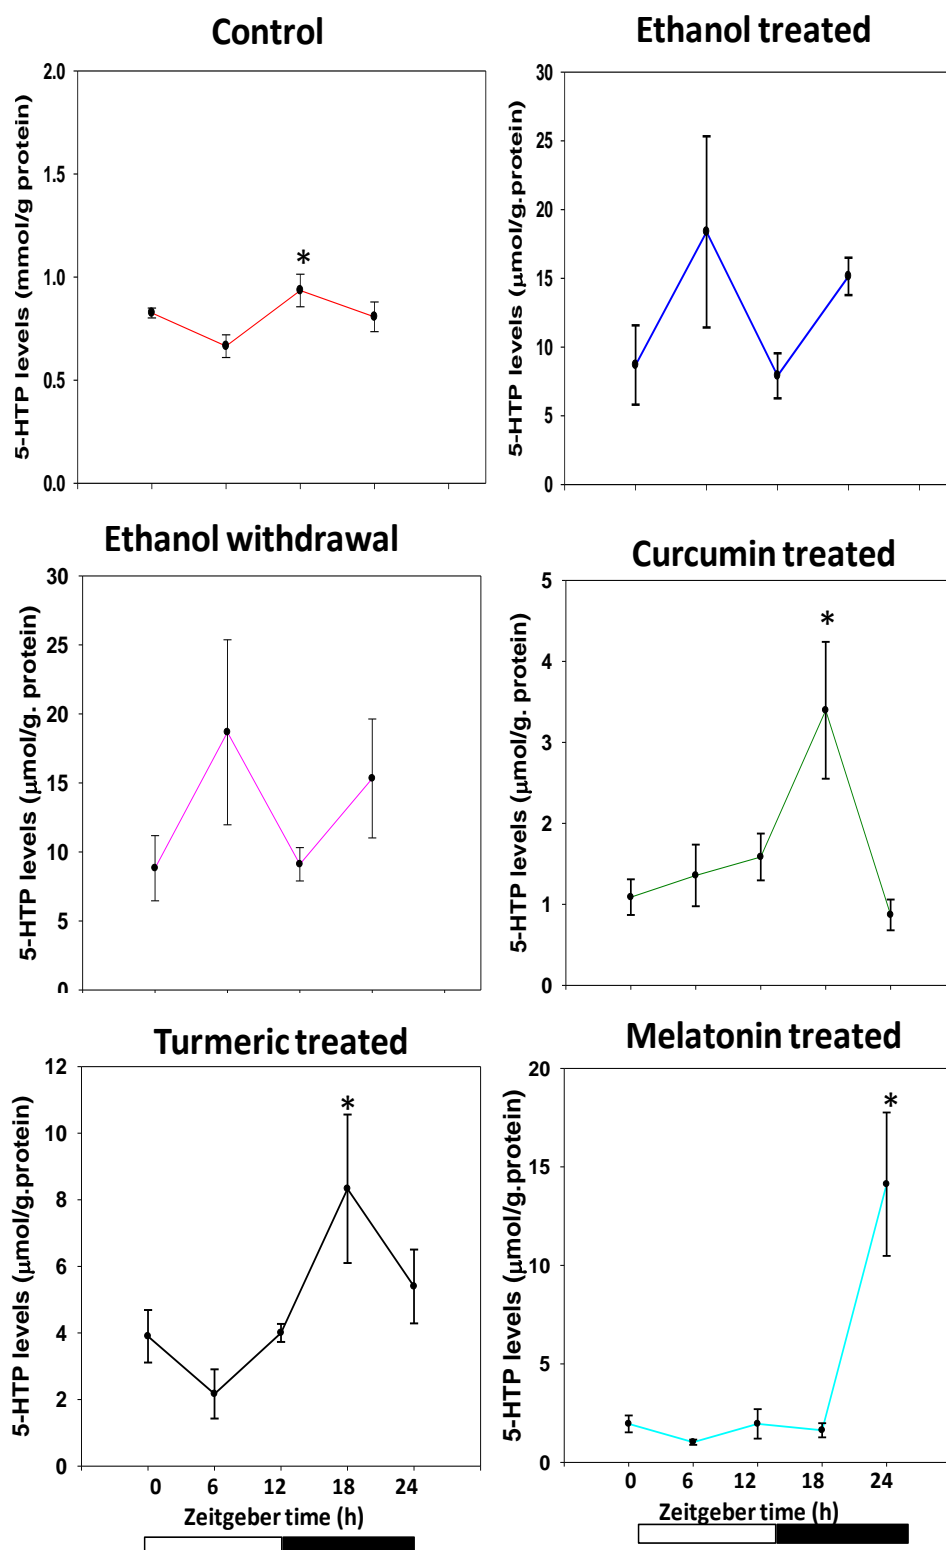 Control
5-HTP levels (mmol/g protein)
2.0
1.5
1.0
0.5
0.0
*
Ethanol treated
5-HTP levels (μmol/g.protein)
30
25
20
15
10
5
0
Ethanol withdrawal
5-HTP levels (μmol/g. protein)
30
25
20
15
10
5
0
Curcumin treated
5-HTP levels (μmol/g. protein)
5
4
3
2
1
0
*
Turmeric treated
5-HTP levels (μmol/g.protein)
12
10
8
6
4
2
0
*
0 6 12 18 24
Zeitgeber time (h)
Melatonin treated
5-HTP levels (μmol/g.protein)
20
15
10
5
0
*
0 6 12 18 24
Zeitgeber time (h)